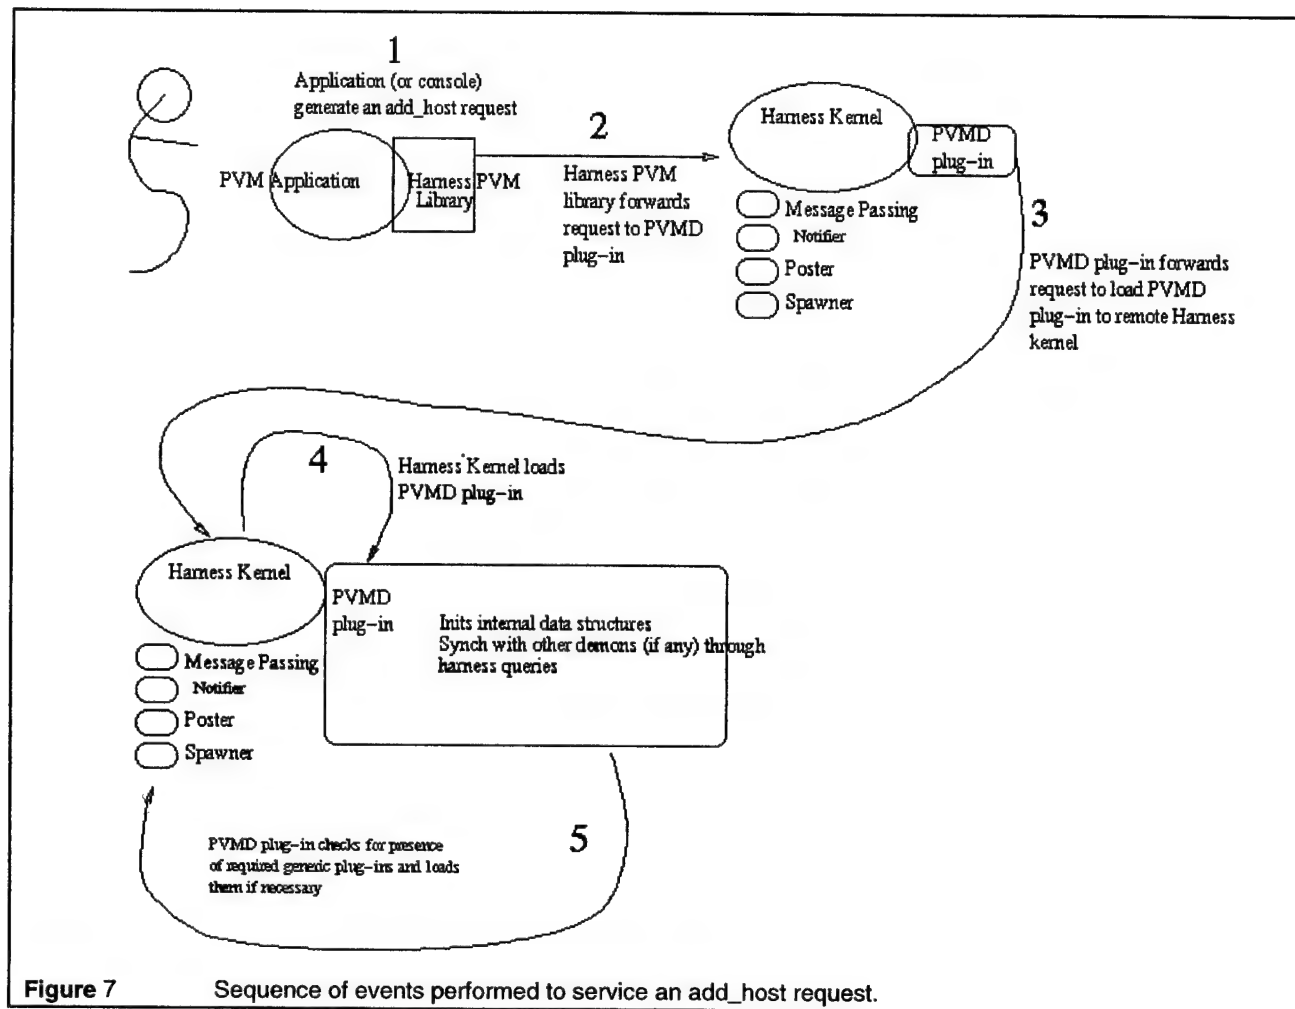 1
Application (or console)
generate an add_host request
PVM Application
Harness PVM
Library
2
Harness PVM
library forwards
request to PVMD
plug-in
Harness Kernel
PVMD
plug-in
Message Passing
Notifier
Poster
Spawner
3
PVMD plug-in forwards
request to load PVMD
plug-in to remote Harness
kernel
4
Harness Kernel loads
PVMD plug-in
Harness Kernel
PVMD
plug-in
Inits internal data structures
Synch with other demons (if any) through
harness queries
Message Passing
Notifier
Poster
Spawner
5
PVMD plug-in checks for presence
of required generic plug-ins and loads
them if necessary
Figure 7 Sequence of events performed to service an add_host request.